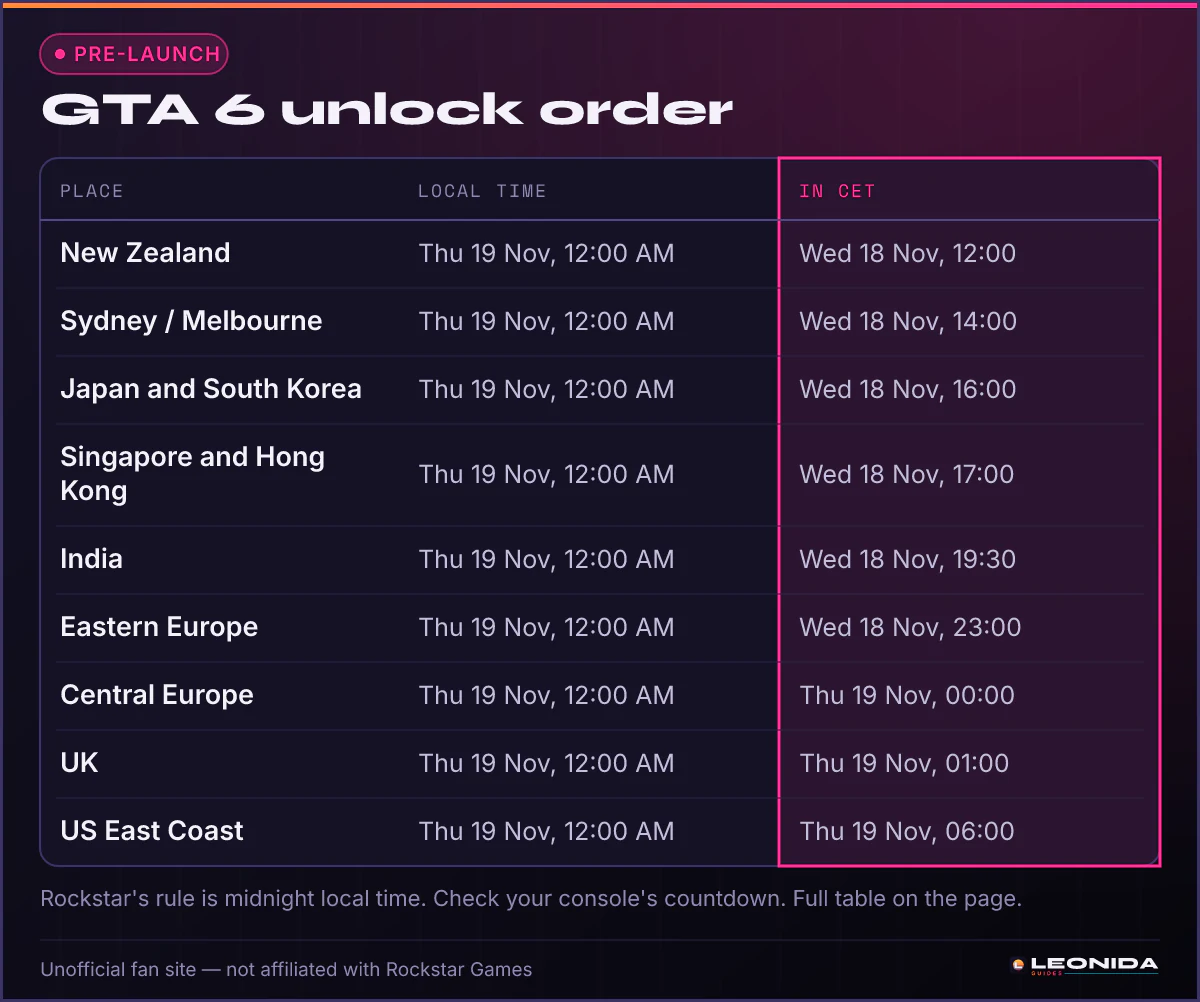 PRE-LAUNCH
GTA 6 unlock order
PLACE LOCAL TIME IN CET
New Zealand Thu 19 Nov, 12:00 AM Wed 18 Nov, 12:00
Sydney / Melbourne Thu 19 Nov, 12:00 AM Wed 18 Nov, 14:00
Japan and South Korea Thu 19 Nov, 12:00 AM Wed 18 Nov, 16:00
Singapore and Hong
Kong Thu 19 Nov, 12:00 AM Wed 18 Nov, 17:00
India Thu 19 Nov, 12:00 AM Wed 18 Nov, 19:30
Eastern Europe Thu 19 Nov, 12:00 AM Wed 18 Nov, 23:00
Central Europe Thu 19 Nov, 12:00 AM Thu 19 Nov, 00:00
UK Thu 19 Nov, 12:00 AM Thu 19 Nov, 01:00
US East Coast Thu 19 Nov, 12:00 AM Thu 19 Nov, 06:00
Rockstar's rule is midnight local time. Check your console's countdown. Full table on the page.
Unofficial fan site — not affiliated with Rockstar Games
LEONIDA
GUIDES